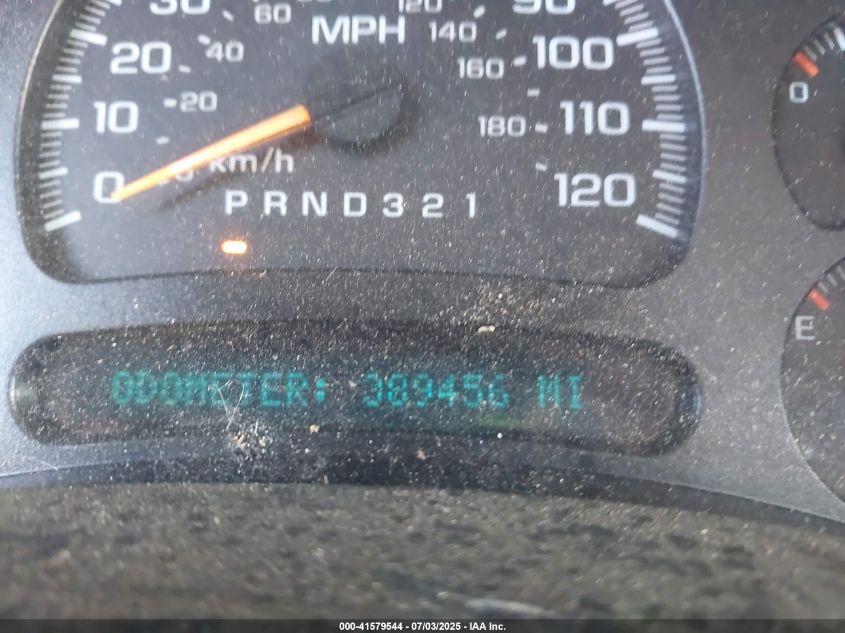 30 60 120 90
MPH 140
20 40 160 100
10 20 180 110
0 km/h 120
P R N D 3 2 1
0
E
ODOMETER: 389456 MI
000-41579544 - 07/03/2025 - IAA Inc.